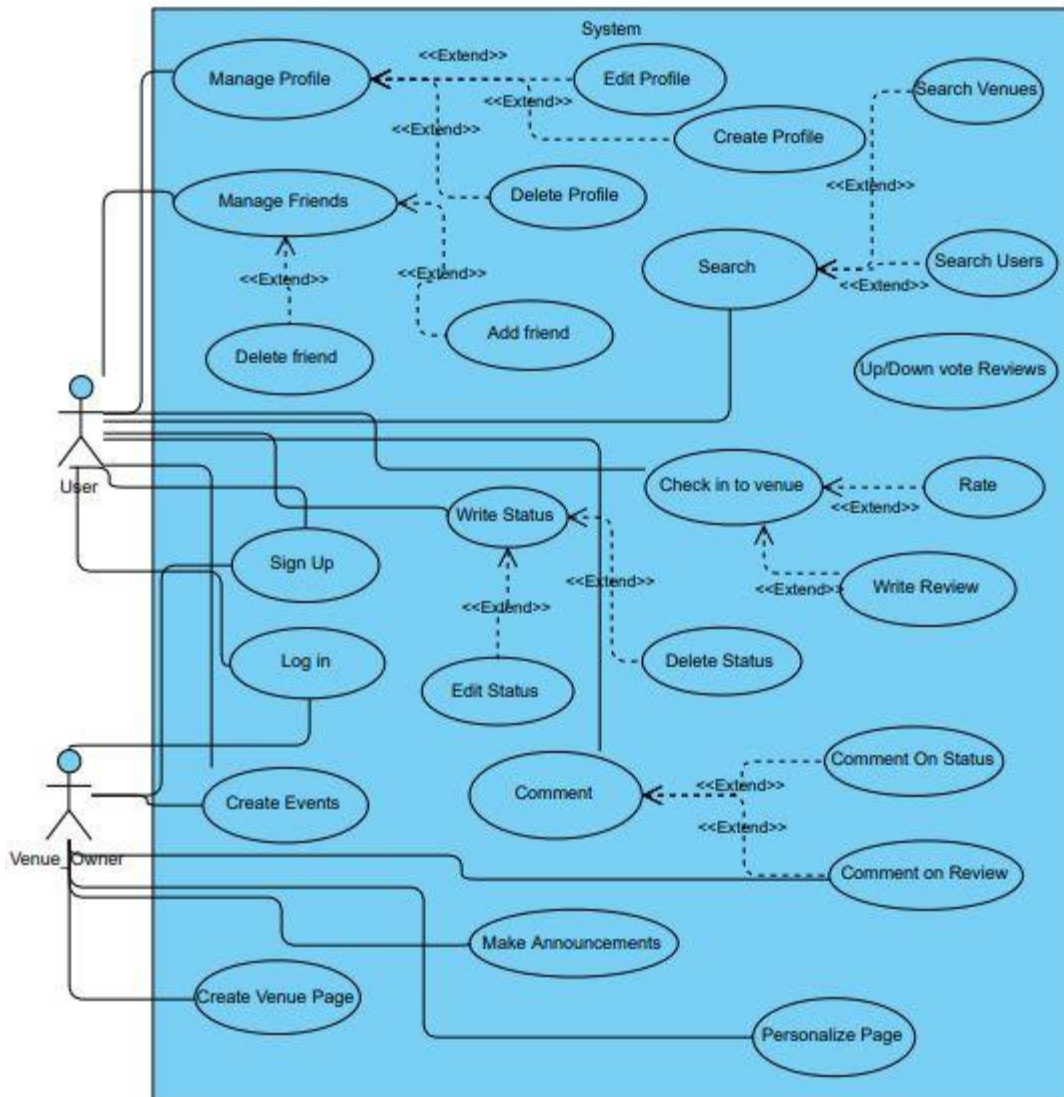 System
<<Extend>>
Manage Profile
Edit Profile
Search Venues
<<Extend>>
<<Extend>>
Create Profile
<<Extend>>
Manage Friends
Delete Profile
Search
Search Users
<<Extend>>
<<Extend>>
<<Extend>>
Delete friend
Add friend
Up/Down vote Reviews
User
Check in to venue
Rate
<<Extend>>
Write Status
Sign Up
<<Extend>>
<<Extend>>
Write Review
<<Extend>>
Log in
Delete Status
Edit Status
Comment On Status
Comment
<<Extend>>
Create Events
<<Extend>>
Venue_Owner
Comment on Review
Make Announcements
Create Venue Page
Personalize Page